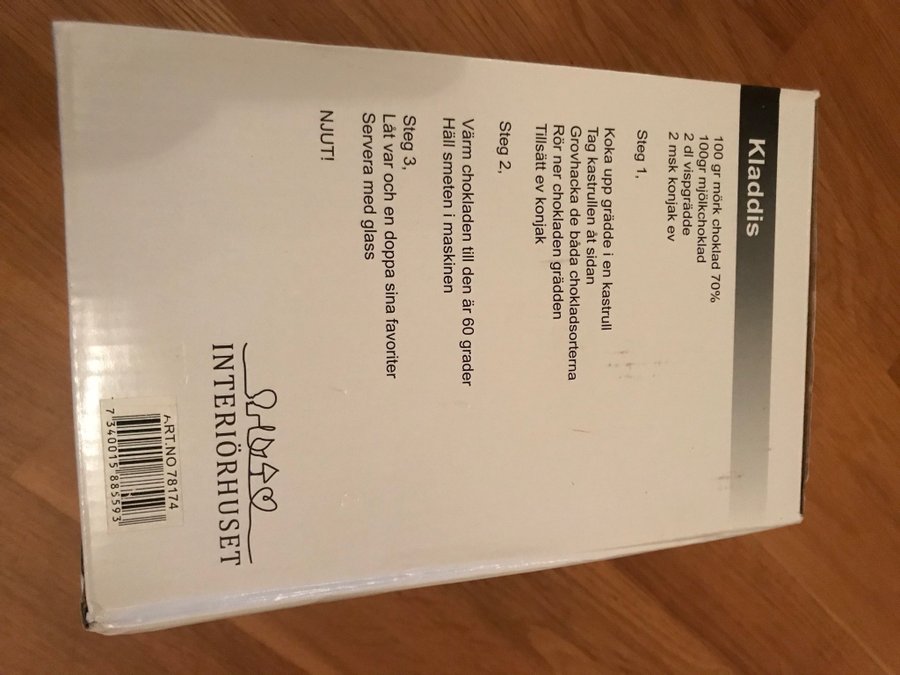 Kladdis
100 gr mörk choklad 70%
100gr mjölkchoklad
2 dl vispgrädde
2 msk konjak ev
Steg 1,
Koka upp grädde i en kastrull
Tag kastrullen åt sidan
Grovhacka de båda chokladsorterna
Rör ner chokladen grädden
Tillsätt ev konjak
Steg 2,
Värm chokladen till den är 60 grader
Häll smeten i maskinen
Steg 3,
Låt var och en doppa sina favoriter
Servera med glass
NJUT!
INTERIÖRHUSET
ART.NO 78174
7 340015 885593